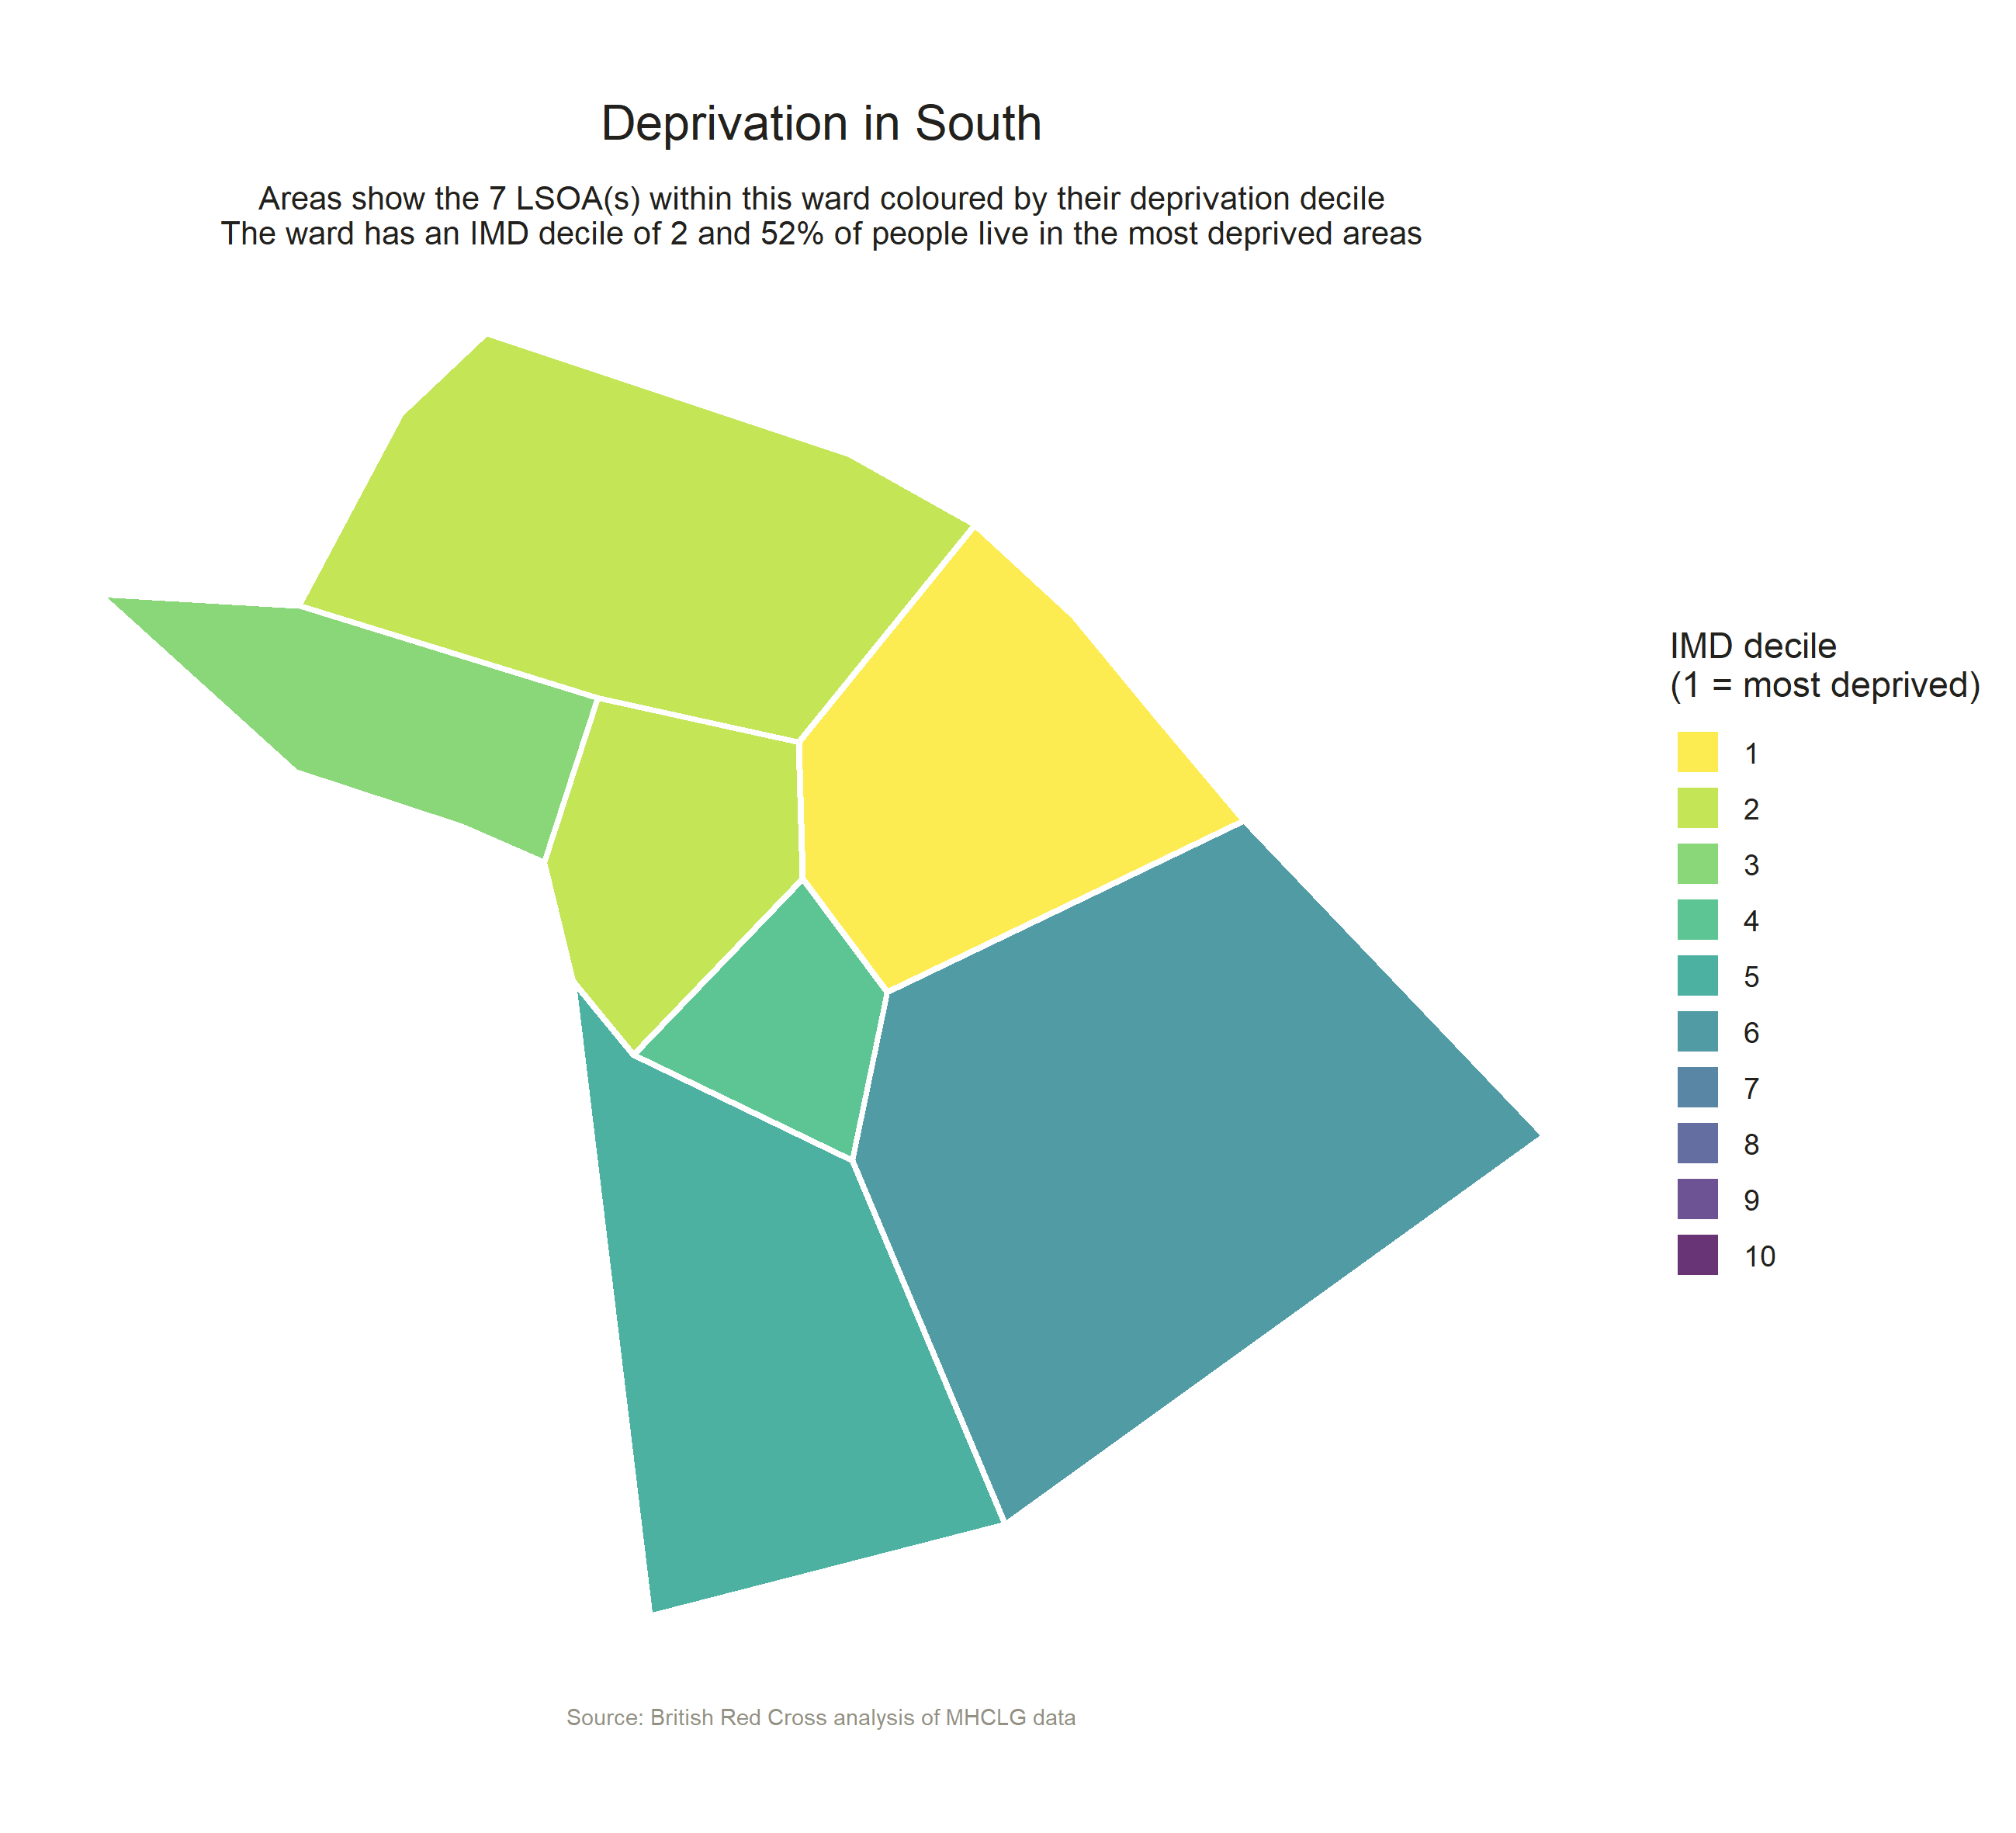 Deprivation in South
Areas show the 7 LSOA(s) within this ward coloured by their deprivation decile
The ward has an IMD decile of 2 and 52% of people live in the most deprived areas
IMD decile
(1 = most deprived)
1
2
3
4
5
6
7
8
9
10
Source: British Red Cross analysis of MHCLG data